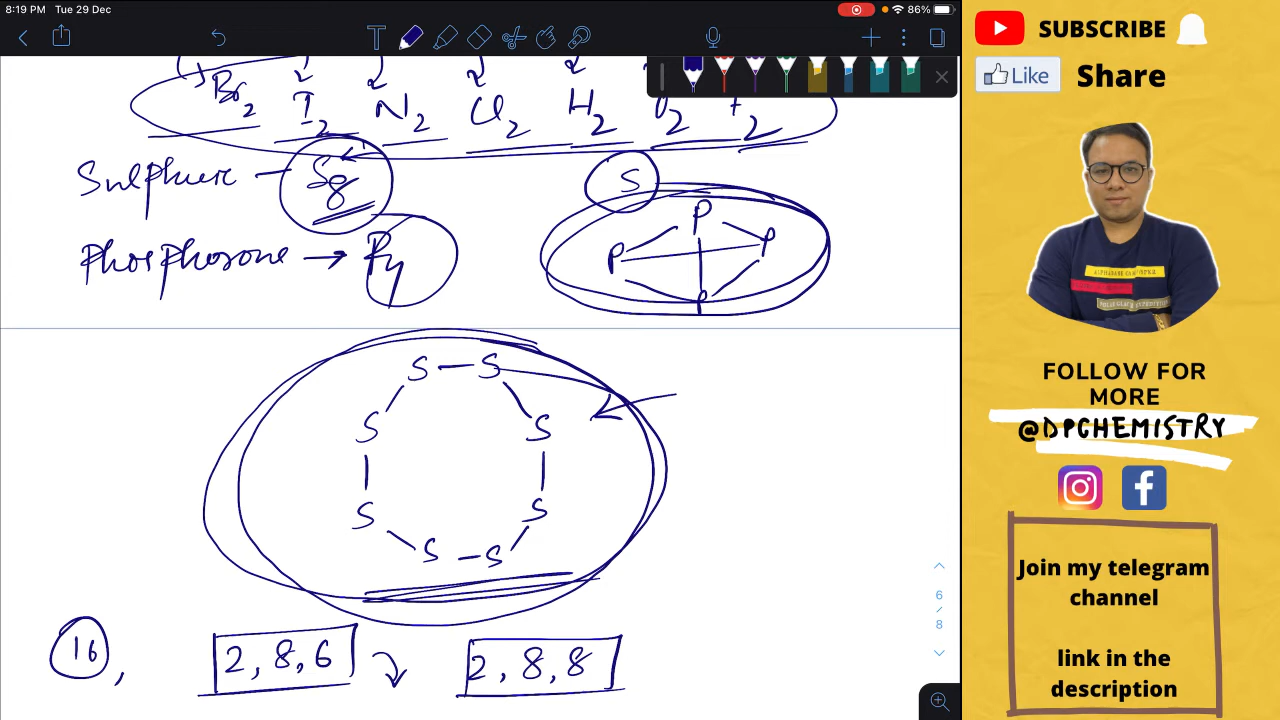 8:19 PM Tue 29 Dec
86%
Br2 I2 N2 Cl2 H2 O2 F2
Sulphure - S8
S
Phosphorone → P4
P
P P
P
S - S
S S
S S
S - S
16, 2,8,6 2,8,8
6
/
8
SUBSCRIBE
Like Share
FOLLOW FOR
MORE
@DPCHEMISTRY
Join my telegram
channel
link in the
description